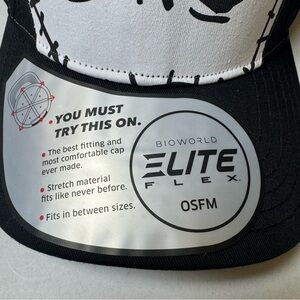 YOU MUST
TRY THIS ON.
• The best fitting and
most comfortable cap
ever made.
• Stretch material
fits like never before.
• Fits in between sizes.
BIOWORLD
ELITE
FLEX
OSFM